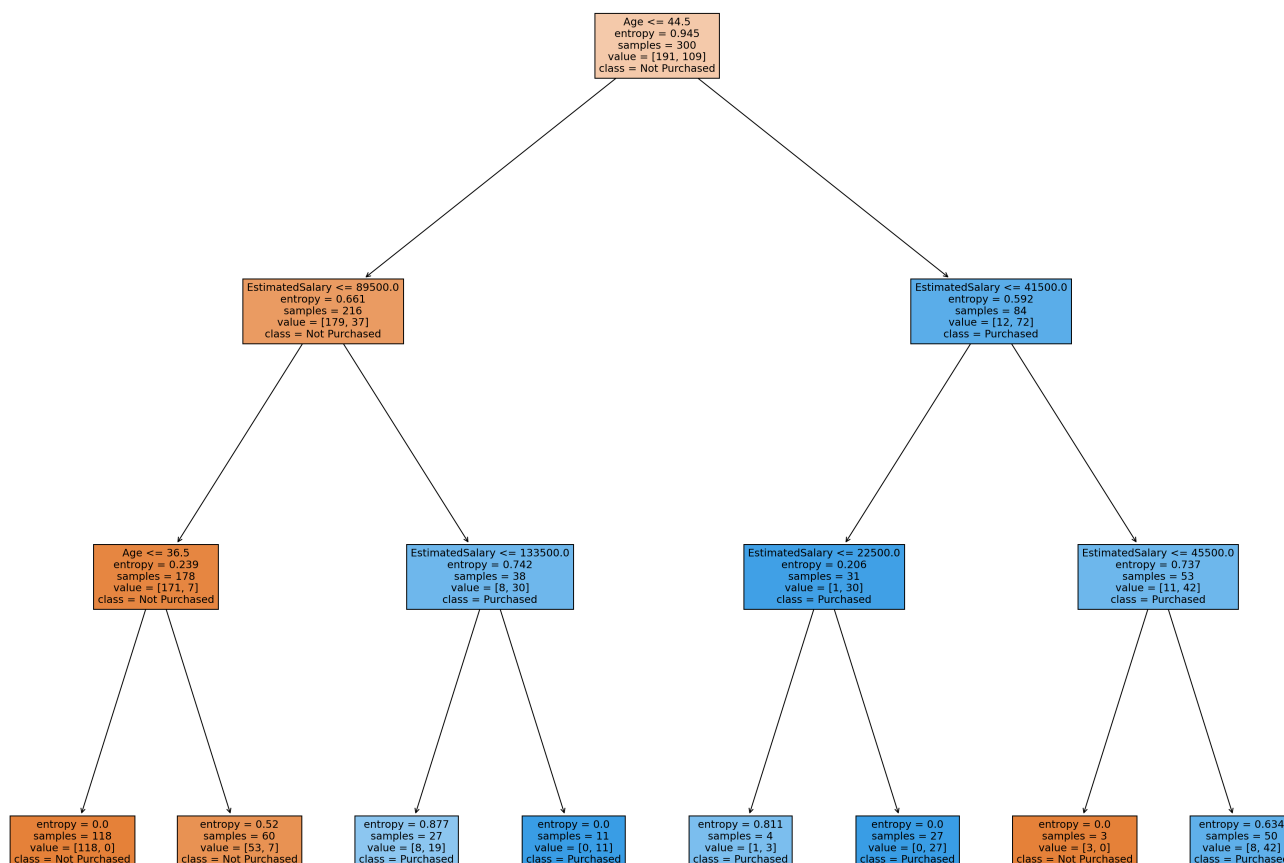 Age <= 44.5
entropy = 0.945
samples = 300
value = [191, 109]
class = Not Purchased
EstimatedSalary <= 89500.0
entropy = 0.661
samples = 216
value = [179, 37]
class = Not Purchased
EstimatedSalary <= 41500.0
entropy = 0.592
samples = 84
value = [12, 72]
class = Purchased
Age <= 36.5
entropy = 0.239
samples = 178
value = [171, 7]
class = Not Purchased
EstimatedSalary <= 133500.0
entropy = 0.742
samples = 38
value = [8, 30]
class = Purchased
EstimatedSalary <= 22500.0
entropy = 0.206
samples = 31
value = [1, 30]
class = Purchased
EstimatedSalary <= 45500.0
entropy = 0.737
samples = 53
value = [11, 42]
class = Purchased
entropy = 0.0
samples = 118
value = [118, 0]
class = Not Purchased
entropy = 0.52
samples = 60
value = [53, 7]
class = Not Purchased
entropy = 0.877
samples = 27
value = [8, 19]
class = Purchased
entropy = 0.0
samples = 11
value = [0, 11]
class = Purchased
entropy = 0.811
samples = 4
value = [1, 3]
class = Purchased
entropy = 0.0
samples = 27
value = [0, 27]
class = Purchased
entropy = 0.0
samples = 3
value = [3, 0]
class = Not Purchased
entropy = 0.634
samples = 50
value = [8, 42]
class = Purchased